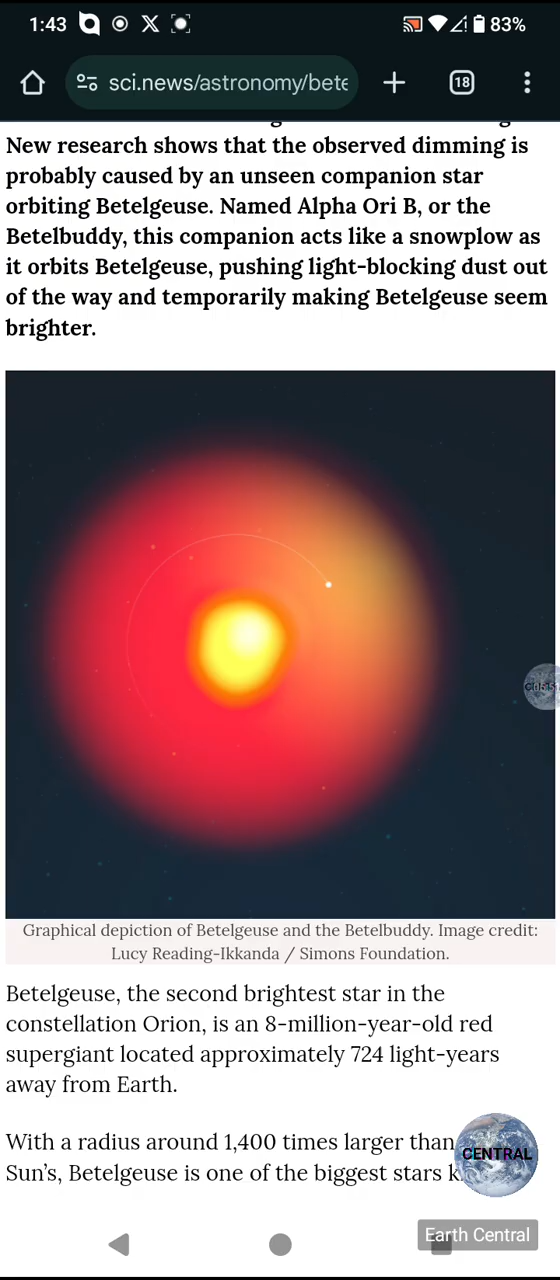 1:43
83%
sci.news/astronomy/bete
18
New research shows that the observed dimming is
probably caused by an unseen companion star
orbiting Betelgeuse. Named Alpha Ori B, or the
Betelbuddy, this companion acts like a snowplow as
it orbits Betelgeuse, pushing light-blocking dust out
of the way and temporarily making Betelgeuse seem
brighter.
Graphical depiction of Betelgeuse and the Betelbuddy. Image credit:
Lucy Reading-Ikkanda / Simons Foundation.
Betelgeuse, the second brightest star in the
constellation Orion, is an 8-million-year-old red
supergiant located approximately 724 light-years
away from Earth.
With a radius around 1,400 times larger than
Sun's, Betelgeuse is one of the biggest stars
CENTRAL
Earth Central